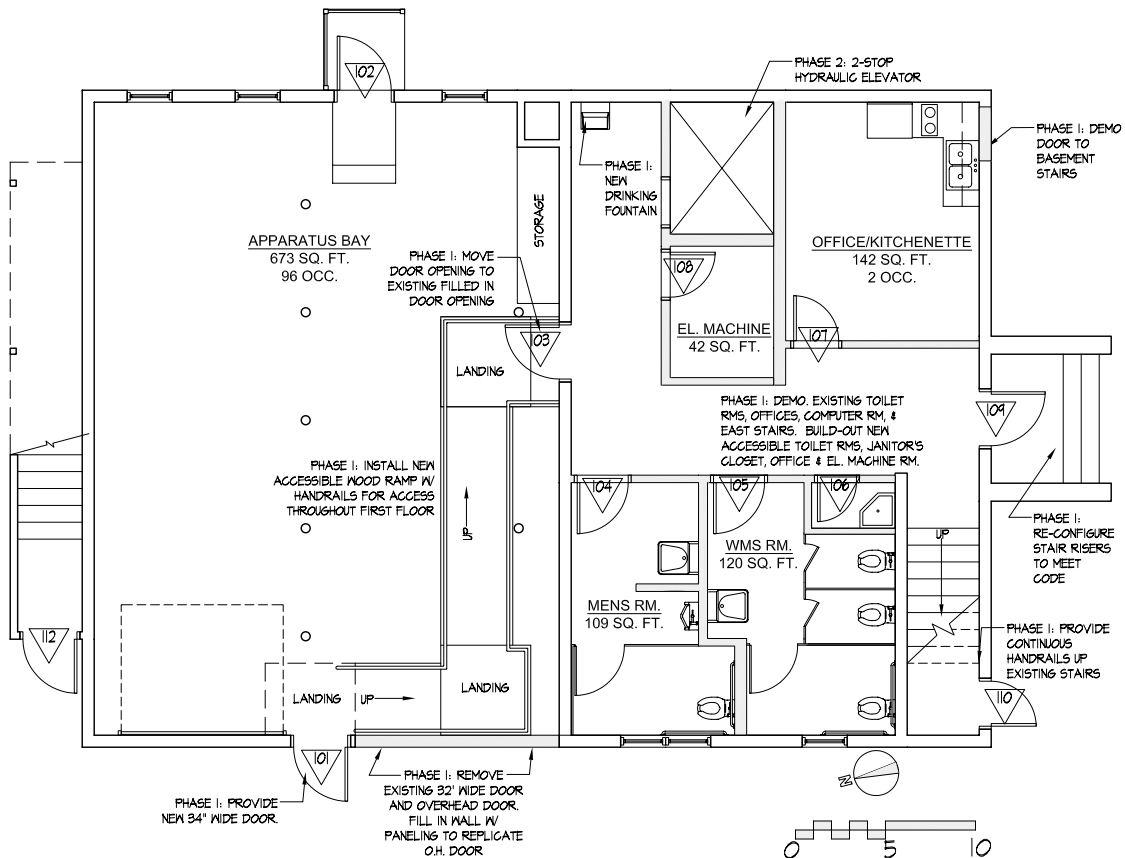 102
PHASE 2: 2-STOP
HYDRAULIC ELEVATOR
PHASE 1: DEMO
DOOR TO
BASEMENT
STAIRS
PHASE 1:
NEW
DRINKING
FOUNTAIN
STORAGE
APPARATUS BAY
673 SQ. FT.
96 OCC.
OFFICE/KITCHENETTE
142 SQ. FT.
2 OCC.
PHASE 1: MOVE
DOOR OPENING TO
EXISTING FILLED IN
DOOR OPENING
108
EL. MACHINE
42 SQ. FT.
107
103
LANDING
PHASE 1: DEMO. EXISTING TOILET
RMS, OFFICES, COMPUTER RM, &
EAST STAIRS. BUILD-OUT NEW
ACCESSIBLE TOILET RMS, JANITOR'S
CLOSET, OFFICE & EL. MACHINE RM.
109
PHASE 1: INSTALL NEW
ACCESSIBLE WOOD RAMP W/
HANDRAILS FOR ACCESS
THROUGHOUT FIRST FLOOR
UP
104
105
106
UP
PHASE 1:
RE-CONFIGURE
STAIR RISERS
TO MEET
CODE
WMS RM.
120 SQ. FT.
MENS RM.
109 SQ. FT.
112
PHASE 1: PROVIDE
CONTINUOUS
HANDRAILS UP
EXISTING STAIRS
LANDING
UP
LANDING
110
101
PHASE 1: PROVIDE
NEW 34" WIDE DOOR.
PHASE 1: REMOVE
EXISTING 32' WIDE DOOR
AND OVERHEAD DOOR.
FILL IN WALL W/
PANELING TO REPLICATE
O.H. DOOR
N
0 5 10